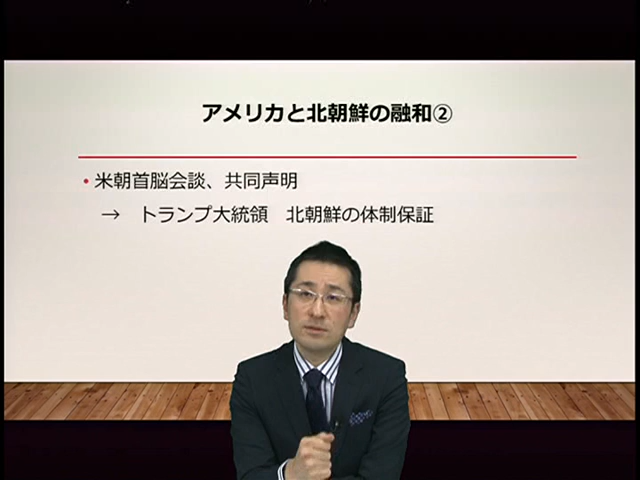 アメリカと北朝鮮の融和②
• 米朝首脳会談、共同声明
→ トランプ大統領 北朝鮮の体制保証